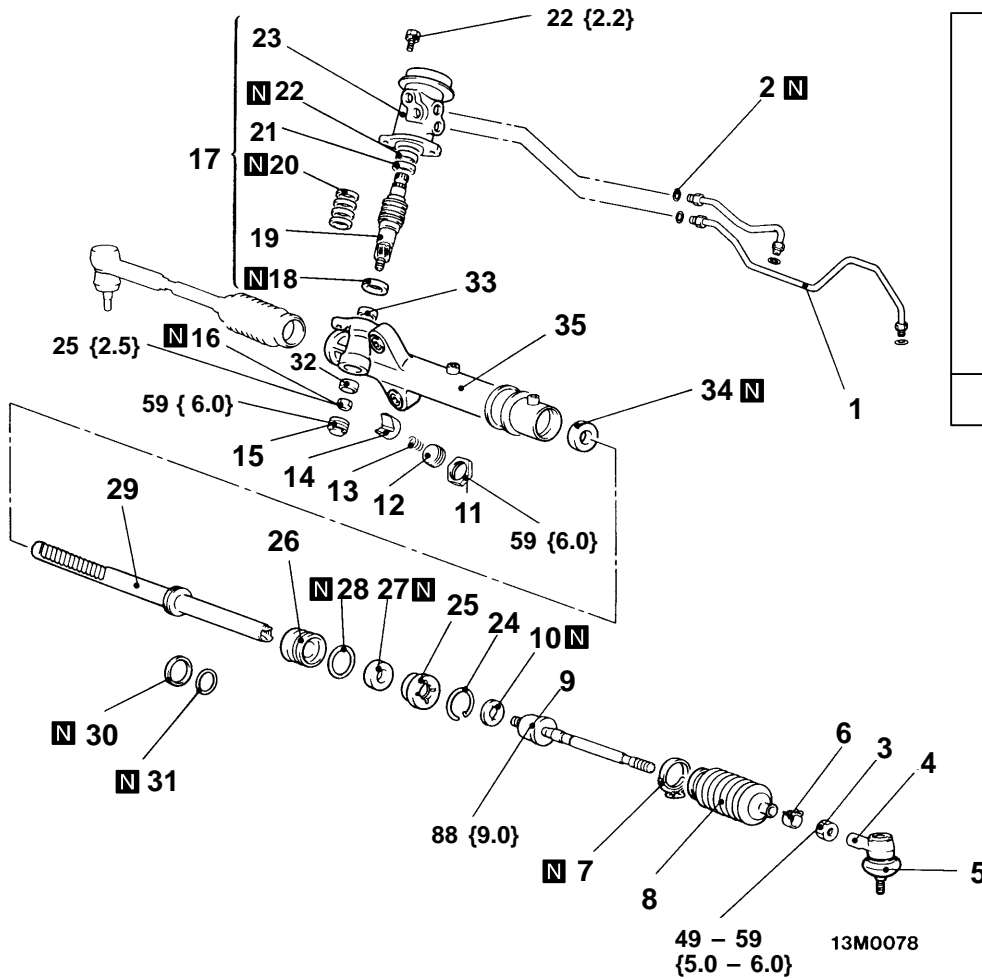 22 {2.2}
23
2 N
N 22
21
17
N 20
19
N 18
33
35
N 16
25 {2.5}
32
34 N
59 { 6.0}
1
15
14
13
12
11
29
59 {6.0}
26
N 28
27 N
25
24
10 N
9
N 30
6
3
4
N 31
88 {9.0}
N 7
8
5
49 – 59
{5.0 – 6.0}
13M0078